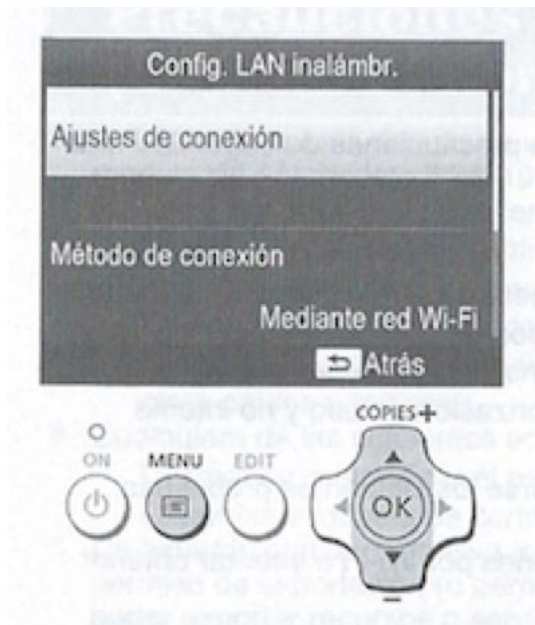 Config. LAN inalámbr.
Ajustes de conexión
Método de conexión
Mediante red Wi-Fi
Atrás
COPIES +
ON MENU EDIT
OK
−